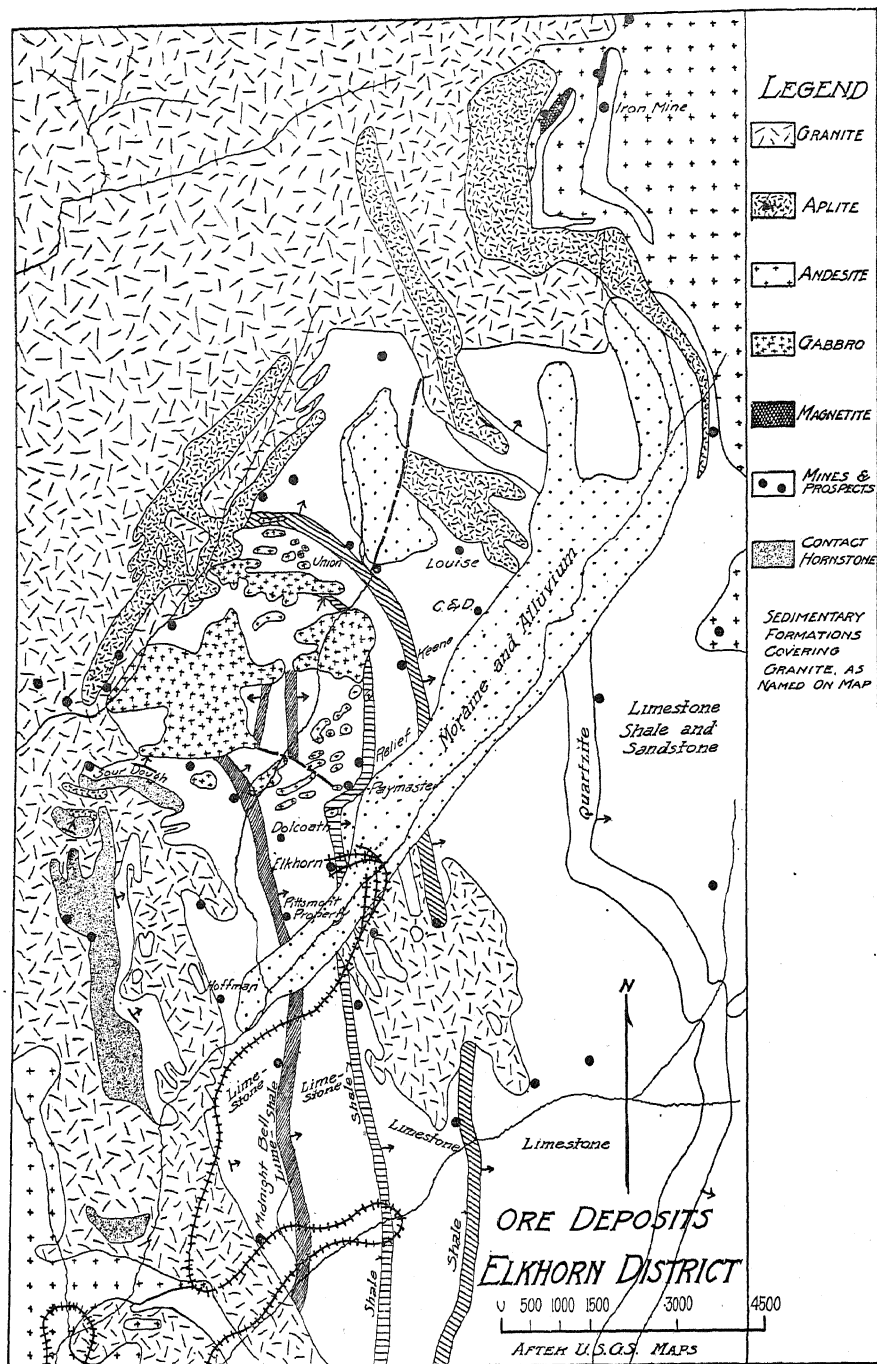 LEGEND
GRANITE
APLITE
ANDESITE
GABBRO
MAGNETITE
MINES &
PROSPECTS
CONTACT
HORNSTONE
SEDIMENTARY
FORMATIONS
COVERING
GRANITE, AS
NAMED ON MAP
Iron Mine
Union
Louise
C. & D.
Keene
Moraine and Alluvium
Limestone
Shale and
Sandstone
Quartzite
Relief
Sour Dough
Paymaster
Dolcoath
Elkhorn
Pittsmont
Property
Hoffman
Lime-
stone
Lime-Shale
Lime-
stone
Shale
Midnight Bell
Limestone
Limestone
Shale
Shale
N
ORE DEPOSITS
ELKHORN DISTRICT
0 500 1000 1500 3000 4500
AFTER U.S.G.S. MAPS